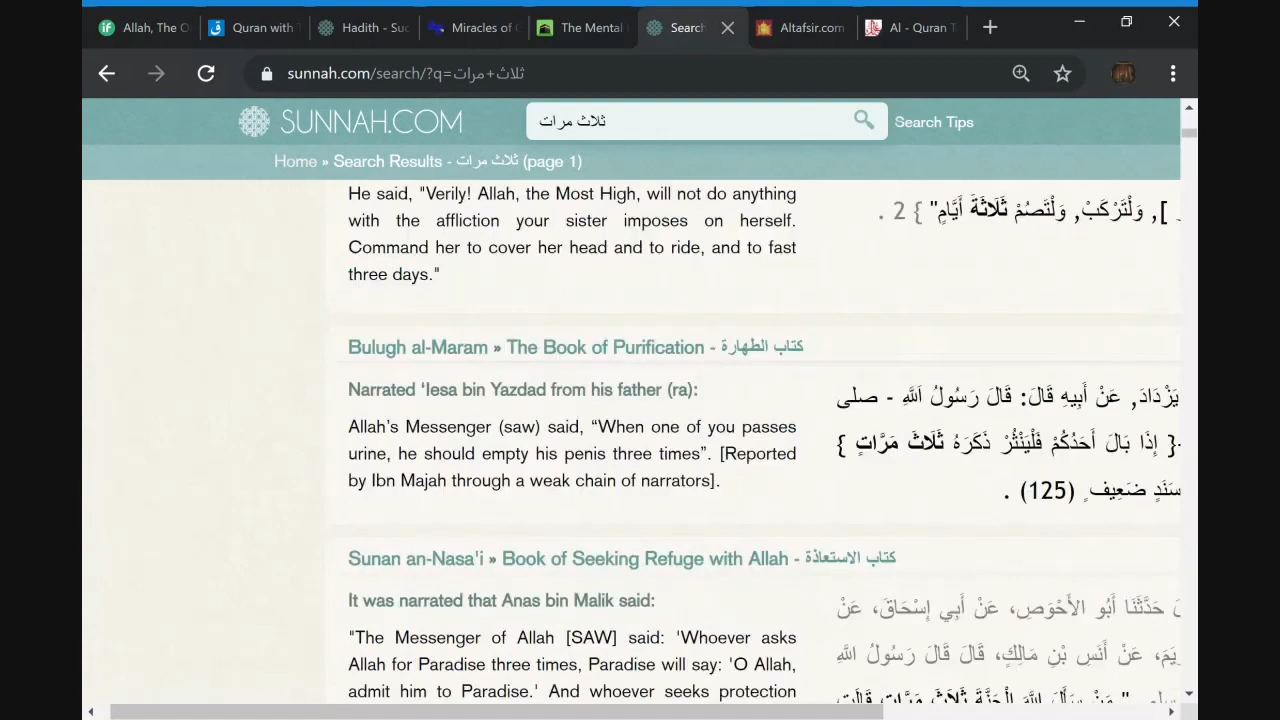 Allah, The O
Quran with T
Hadith - Suc
Miracles of
The Mental
Search
Altafsir.com
Al - Quran T
sunnah.com/search/?q=ثلاث+مرات
SUNNAH.COM
ثلاث مرات
Search Tips
Home » Search Results - ثلاث مرات (page 1)
He said, "Verily! Allah, the Most High, will not do anything
with the affliction your sister imposes on herself.
Command her to cover her head and to ride, and to fast
three days."
], وَلْتَرْكَبْ, وَلْتَصُمْ ثَلَاثَةَ أَيَّامٍ" } 2 .
Bulugh al-Maram » The Book of Purification - كتاب الطهارة
Narrated ‘Iesa bin Yazdad from his father (ra):
Allah’s Messenger (saw) said, “When one of you passes
urine, he should empty his penis three times”. [Reported
by Ibn Majah through a weak chain of narrators].
يَزْدَادَ, عَنْ أَبِيهِ قَالَ: قَالَ رَسُولُ اَللَّهِ - صلى
{ إِذَا بَالَ أَحَدُكُمْ فَلْيَنْثُرْ ذَكَرَهُ ثَلَاثَ مَرَّاتٍ }
سَنَدٍ ضَعِيف ٍ (125) .
Sunan an-Nasa'i » Book of Seeking Refuge with Allah - كتاب الاستعاذة
It was narrated that Anas bin Malik said:
"The Messenger of Allah [SAW] said: 'Whoever asks
Allah for Paradise three times, Paradise will say: 'O Allah,
admit him to Paradise.' And whoever seeks protection
حَدَّثَنَا أَبُو الأَحْوَصِ، عَنْ أَبِي إِسْحَاقَ، عَنْ
عَنْ أَنَسِ بْنِ مَالِكٍ، قَالَ قَالَ رَسُولُ اللَّهِ
" مَنْ سَأَلَ اللَّهَ الْجَنَّةَ ثَلاَثَ مَرَّاتٍ قَالَتِ